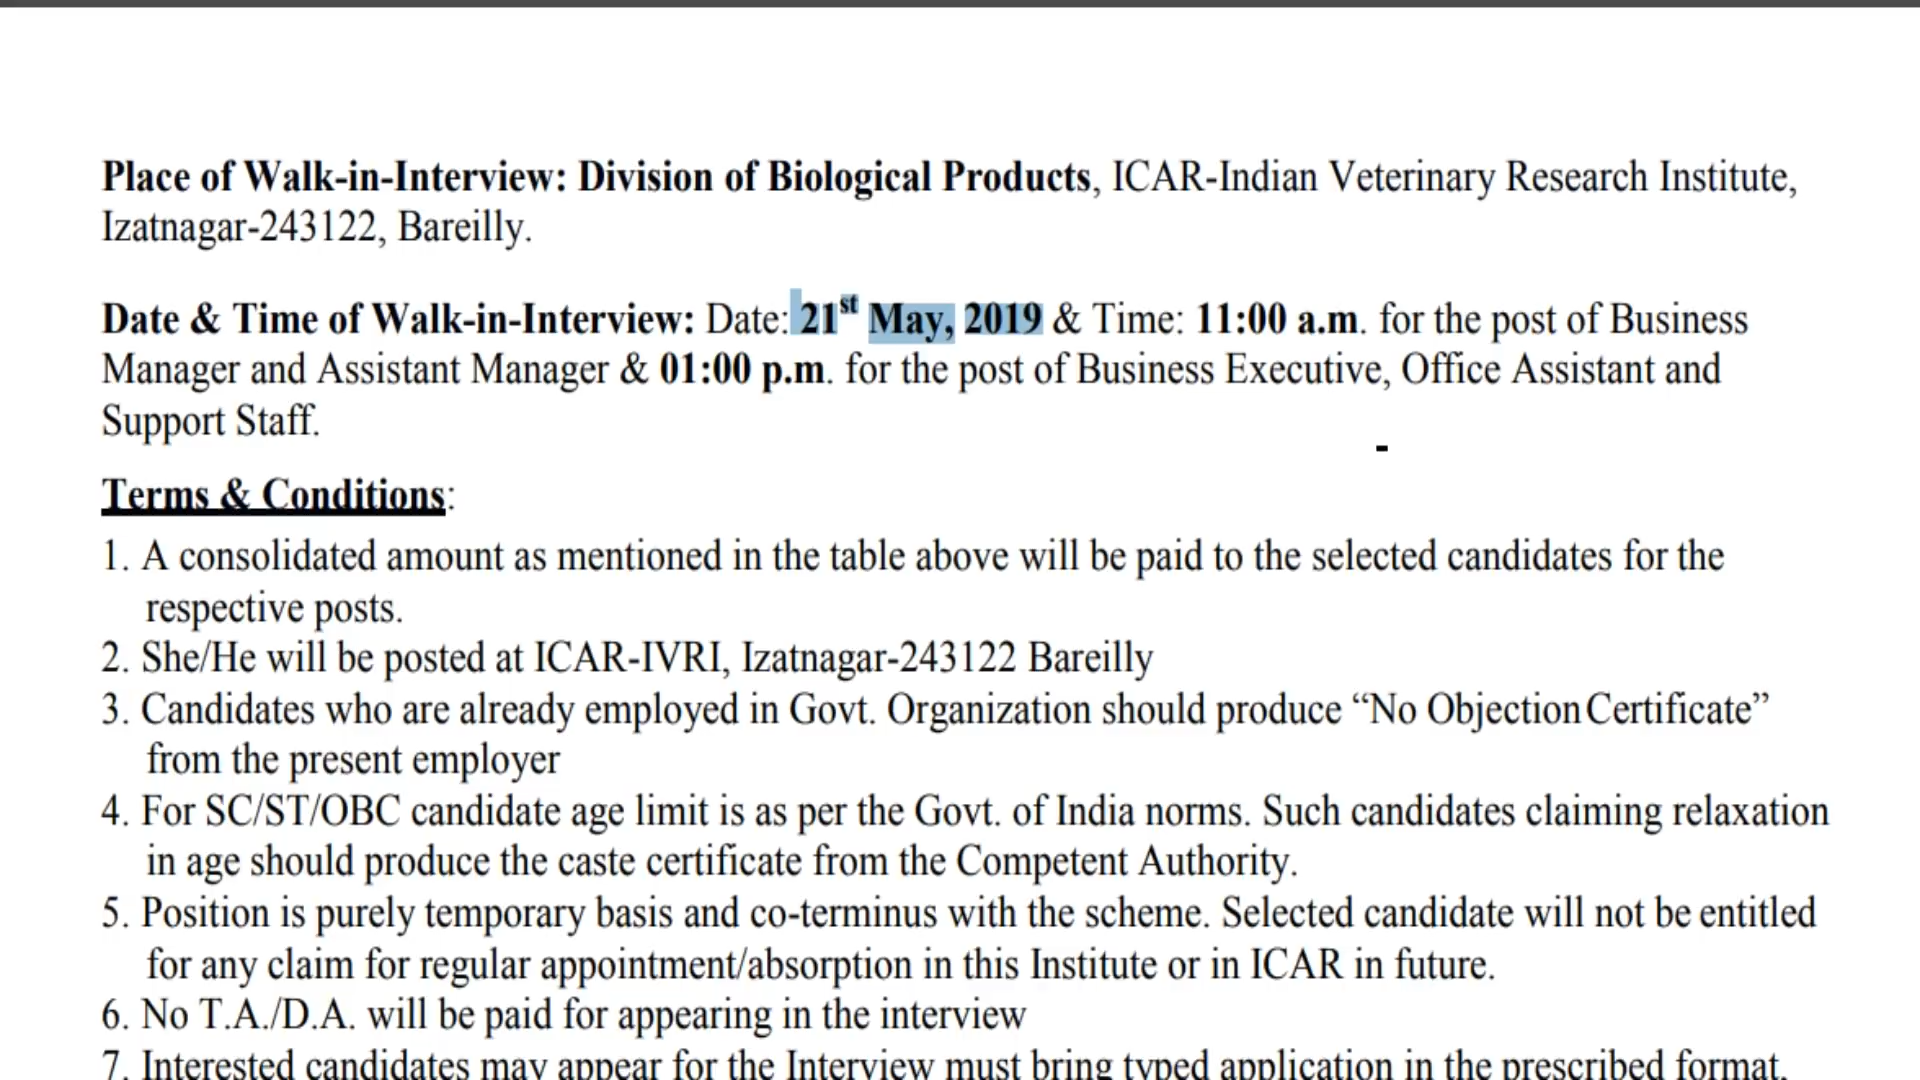 Place of Walk-in-Interview: Division of Biological Products, ICAR-Indian Veterinary Research Institute,
Izatnagar-243122, Bareilly.
Date & Time of Walk-in-Interview: Date: 21st May, 2019 & Time: 11:00 a.m. for the post of Business
Manager and Assistant Manager & 01:00 p.m. for the post of Business Executive, Office Assistant and
Support Staff.
-
Terms & Conditions:
1. A consolidated amount as mentioned in the table above will be paid to the selected candidates for the
respective posts.
2. She/He will be posted at ICAR-IVRI, Izatnagar-243122 Bareilly
3. Candidates who are already employed in Govt. Organization should produce “No Objection Certificate”
from the present employer
4. For SC/ST/OBC candidate age limit is as per the Govt. of India norms. Such candidates claiming relaxation
in age should produce the caste certificate from the Competent Authority.
5. Position is purely temporary basis and co-terminus with the scheme. Selected candidate will not be entitled
for any claim for regular appointment/absorption in this Institute or in ICAR in future.
6. No T.A./D.A. will be paid for appearing in the interview
7. Interested candidates may appear for the Interview must bring typed application in the prescribed format,